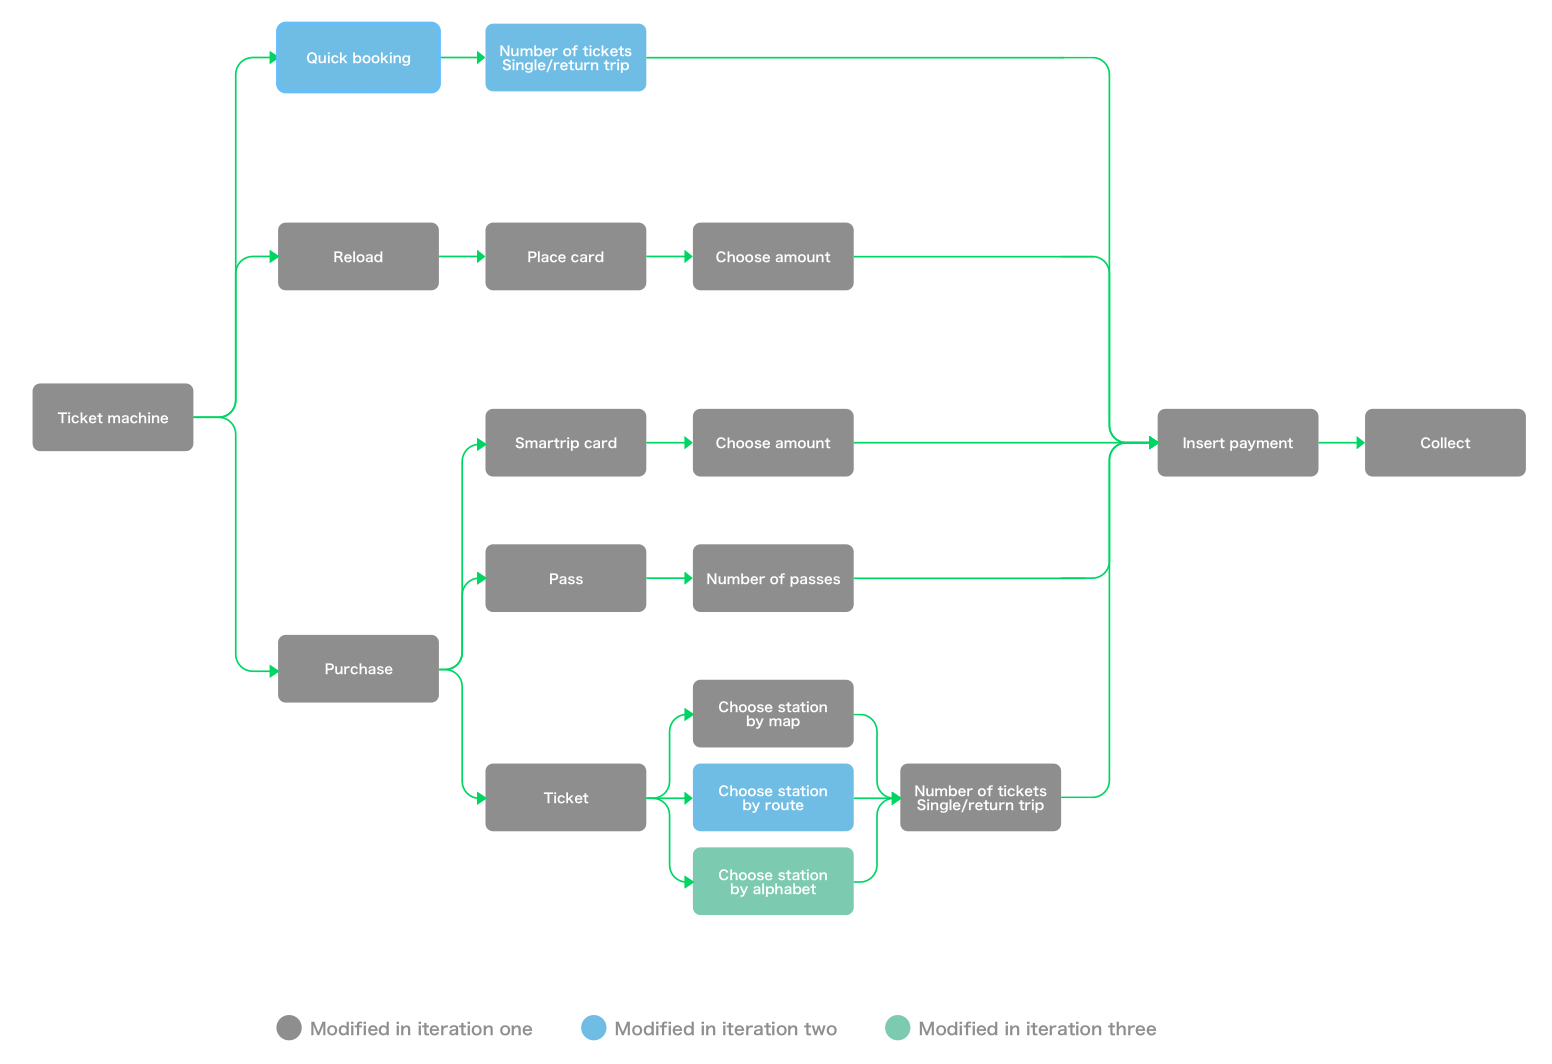 Quick booking
Number of tickets
Single/return trip
Reload
Place card
Choose amount
Ticket machine
Smartrip card
Choose amount
Insert payment
Collect
Pass
Number of passes
Purchase
Choose station
by map
Ticket
Choose station
by route
Number of tickets
Single/return trip
Choose station
by alphabet
Modified in iteration one
Modified in iteration two
Modified in iteration three